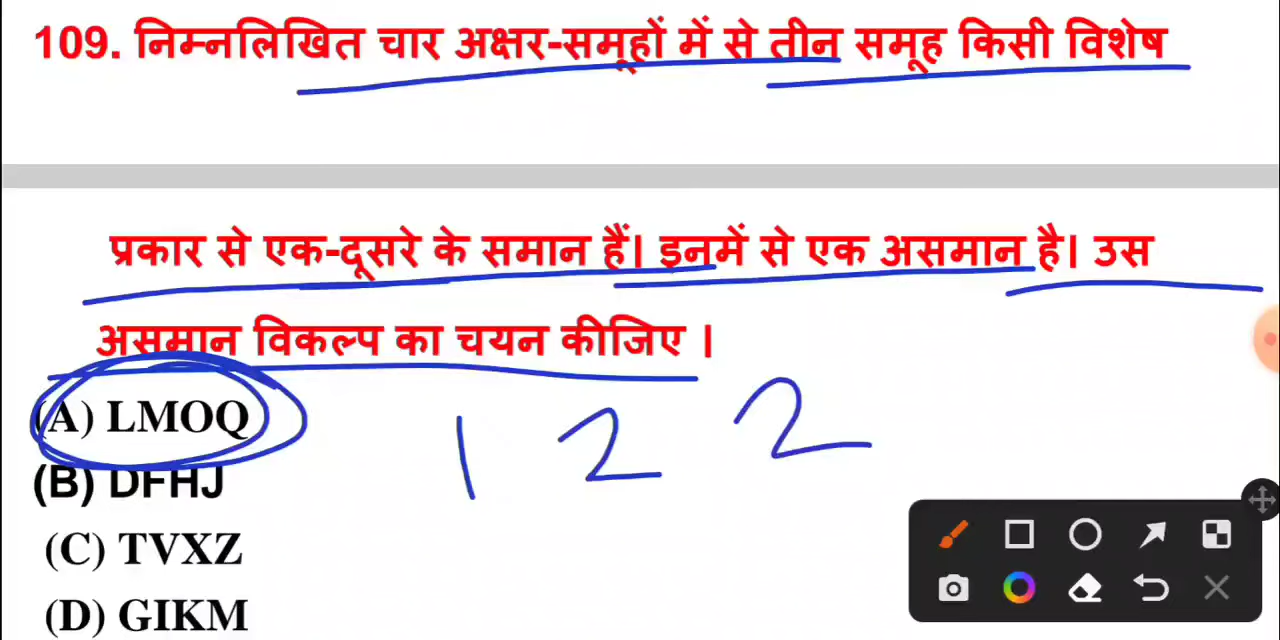 109. निम्नलिखित चार अक्षर-समूहों में से तीन समूह किसी विशेष
प्रकार से एक-दूसरे के समान हैं। इनमें से एक असमान है। उस
असमान विकल्प का चयन कीजिए ।
(A) LMOQ
1 2 2
(B) DFHJ
(C) TVXZ
(D) GIKM